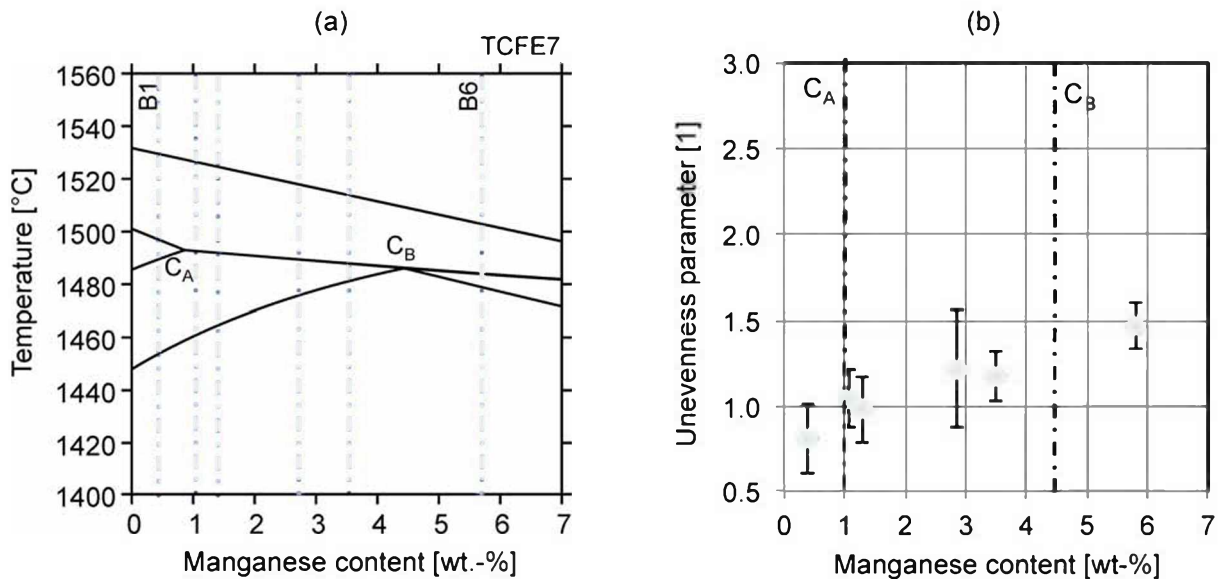 (a)
TCFE7
Temperature [°C]
1560
1540
1520
1500
1480
1460
1440
1420
1400
B1
B6
C_A
C_B
0 1 2 3 4 5 6 7
Manganese content [wt.-%]
(b)
Unevenness parameter [1]
3.0
2.5
2.0
1.5
1.0
0.5
C_A
C_B
0 1 2 3 4 5 6 7
Manganese content [wt-%]